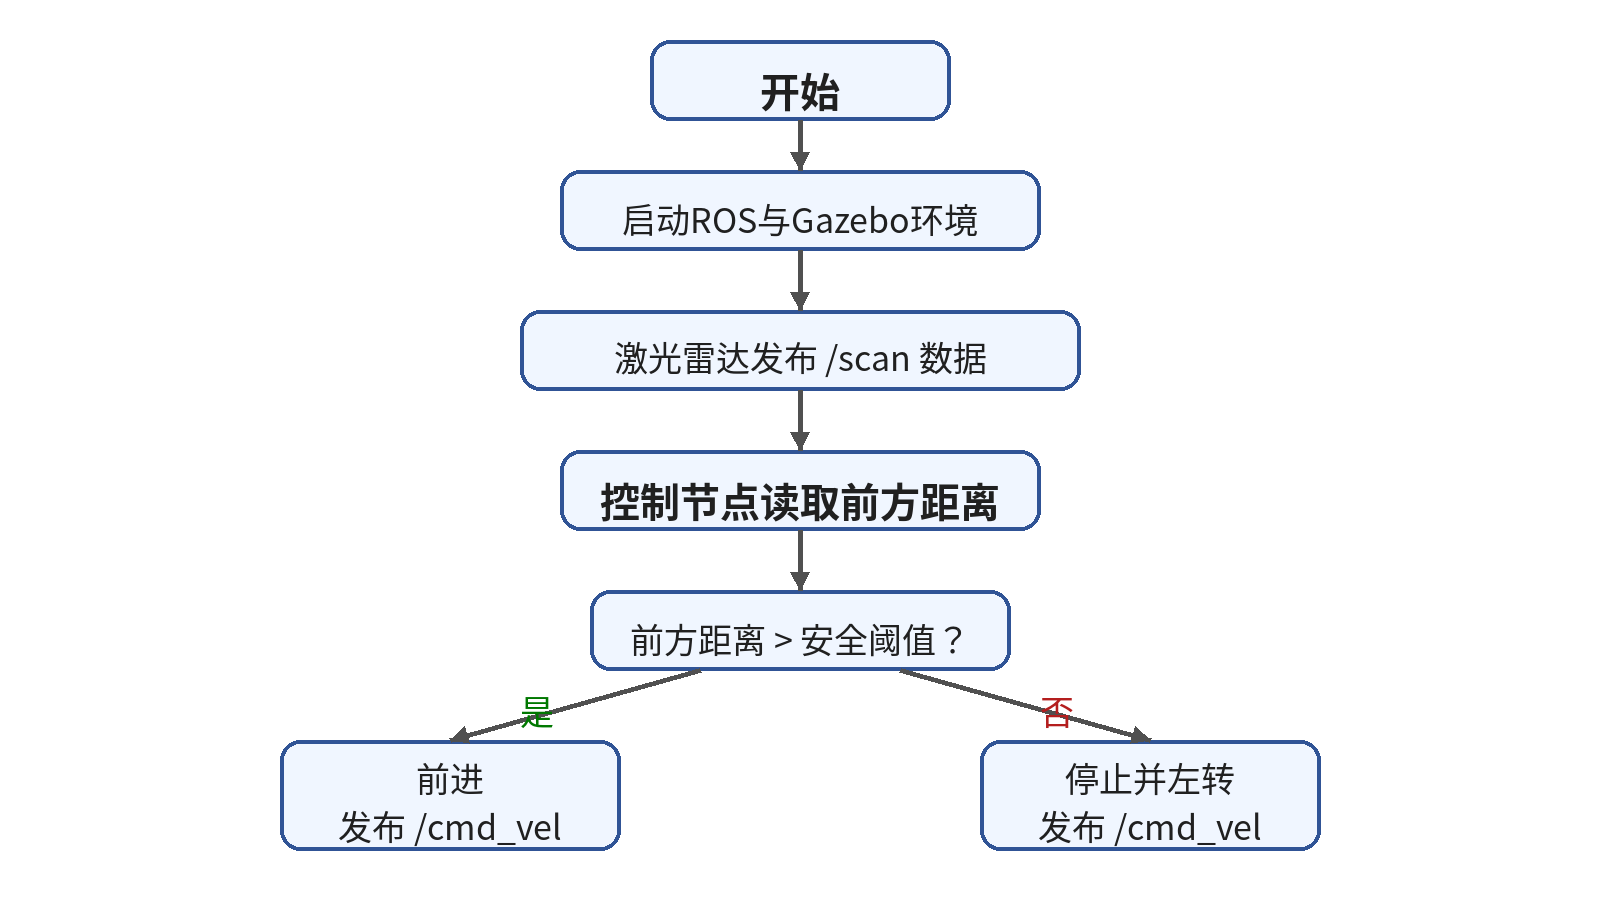 开始
启动ROS与Gazebo环境
激光雷达发布 /scan 数据
控制节点读取前方距离
前方距离 > 安全阈值？
是
否
前进
发布 /cmd_vel
停止并左转
发布 /cmd_vel